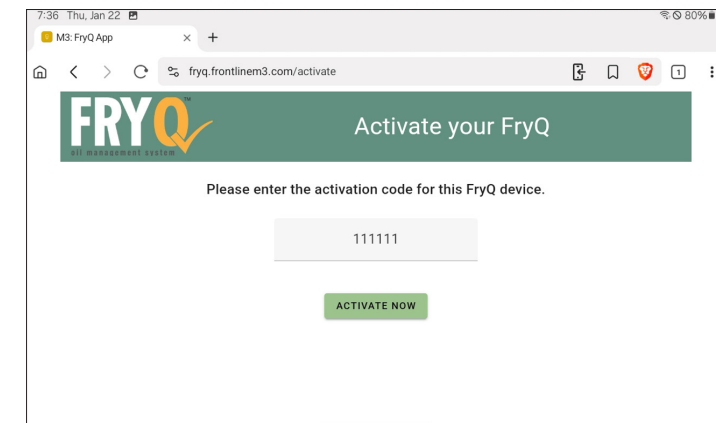 7:36 Thu, Jan 22 80%
M3: FryQ App
fryq.frontlinem3.com/activate
1
FRYQ™
oil management system
Activate your FryQ
Please enter the activation code for this FryQ device.
111111
ACTIVATE NOW